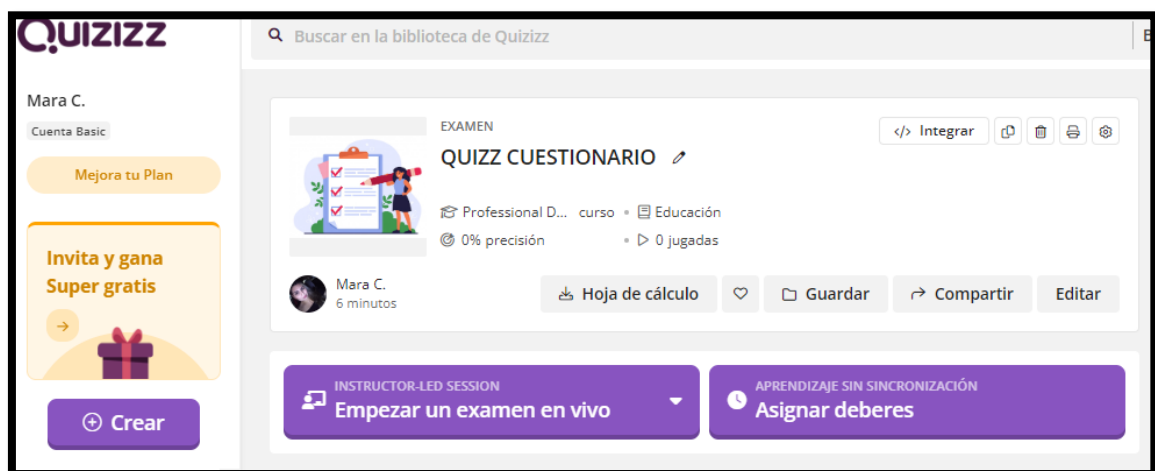 QUIZIZZ
Buscar en la biblioteca de Quizizz
Mara C.
Cuenta Basic
Mejora tu Plan
Invita y gana
Super gratis
Crear
EXAMEN
</> Integrar
QUIZZ CUESTIONARIO
Professional D... curso • Educación
0% precisión • 0 jugadas
Mara C.
6 minutos
Hoja de cálculo Guardar Compartir Editar
INSTRUCTOR-LED SESSION
Empezar un examen en vivo
APRENDIZAJE SIN SINCRONIZACIÓN
Asignar deberes